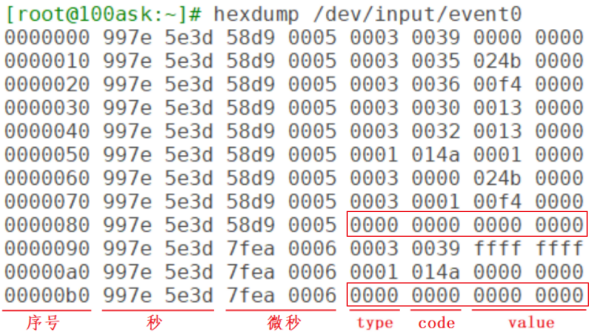 [root@100ask:~]# hexdump /dev/input/event0
0000000 997e 5e3d 58d9 0005 0003 0039 0000 0000
0000010 997e 5e3d 58d9 0005 0003 0035 024b 0000
0000020 997e 5e3d 58d9 0005 0003 0036 00f4 0000
0000030 997e 5e3d 58d9 0005 0003 0030 0013 0000
0000040 997e 5e3d 58d9 0005 0003 0032 0013 0000
0000050 997e 5e3d 58d9 0005 0001 014a 0001 0000
0000060 997e 5e3d 58d9 0005 0003 0000 024b 0000
0000070 997e 5e3d 58d9 0005 0003 0001 00f4 0000
0000080 997e 5e3d 58d9 0005 0000 0000 0000 0000
0000090 997e 5e3d 7fea 0006 0003 0039 ffff ffff
00000a0 997e 5e3d 7fea 0006 0001 014a 0000 0000
00000b0 997e 5e3d 7fea 0006 0000 0000 0000 0000
序号 秒 微秒 type code value